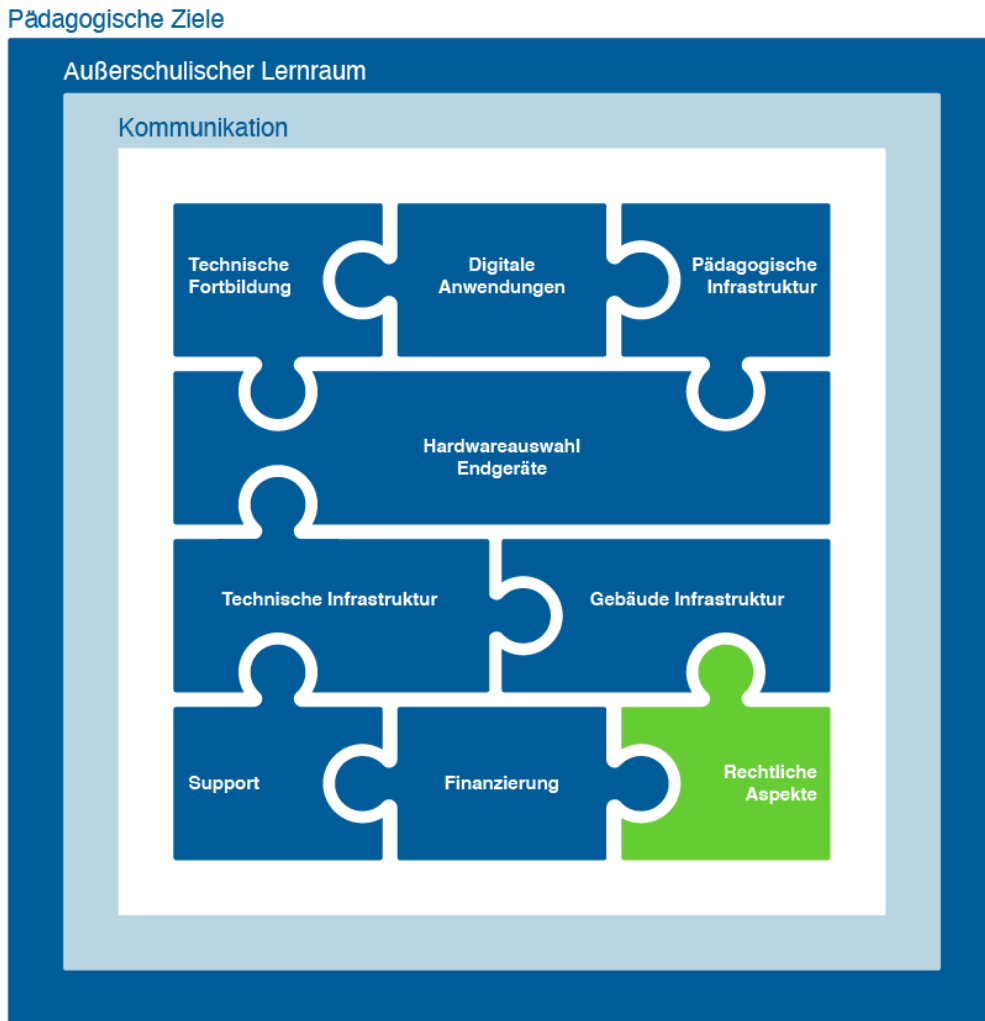 Pädagogische Ziele
Außerschulischer Lernraum
Kommunikation
Technische
Fortbildung
Digitale
Anwendungen
Pädagogische
Infrastruktur
Hardwareauswahl
Endgeräte
Technische Infrastruktur
Gebäude Infrastruktur
Support
Finanzierung
Rechtliche
Aspekte